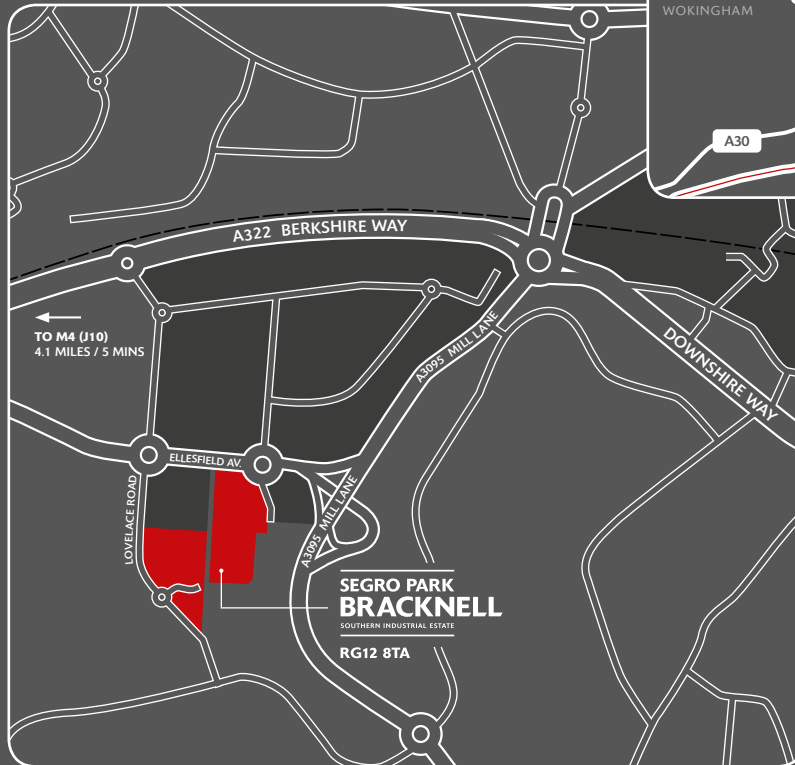 WOKINGHAM
A30
A322 BERKSHIRE WAY
TO M4 (J10)
4.1 MILES / 5 MINS
A3095 MILL LANE
DOWNSHIRE WAY
ELLESFIELD AV.
LOVELACE ROAD
A3095 MILL LANE
SEGRO PARK
BRACKNELL
SOUTHERN INDUSTRIAL ESTATE
RG12 8TA